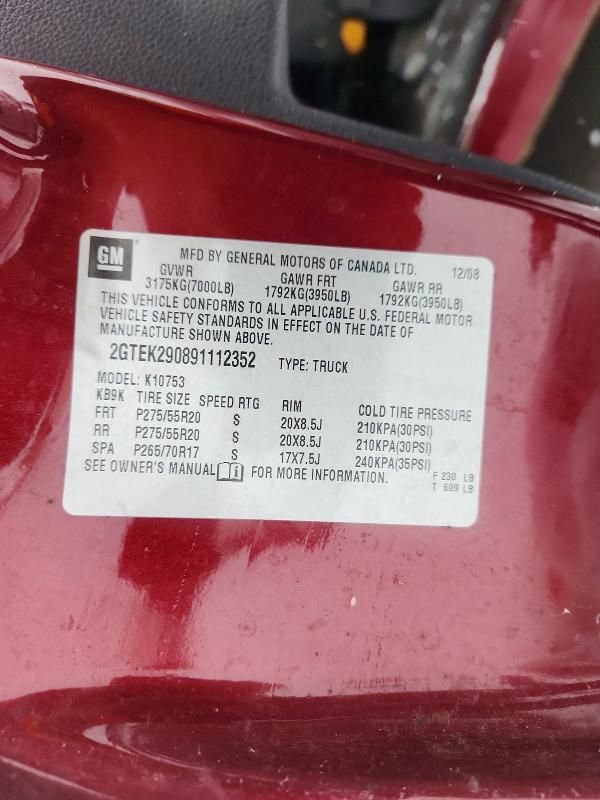 GM MFD BY GENERAL MOTORS OF CANADA LTD. 12/08
GVWR GAWR FRT GAWR RR
3175KG(7000LB) 1792KG(3950LB) 1792KG(3950LB)
THIS VEHICLE CONFORMS TO ALL APPLICABLE U.S. FEDERAL MOTOR
VEHICLE SAFETY STANDARDS IN EFFECT ON THE DATE OF
MANUFACTURE SHOWN ABOVE.
2GTEK290891112352 TYPE: TRUCK
MODEL: K10753
KB9K TIRE SIZE SPEED RTG RIM COLD TIRE PRESSURE
FRT P275/55R20 S 20X8.5J 210KPA(30PSI)
RR P275/55R20 S 20X8.5J 210KPA(30PSI)
SPA P265/70R17 S 17X7.5J 240KPA(35PSI)
SEE OWNER'S MANUAL i FOR MORE INFORMATION. F 230 LB
T 609 LB